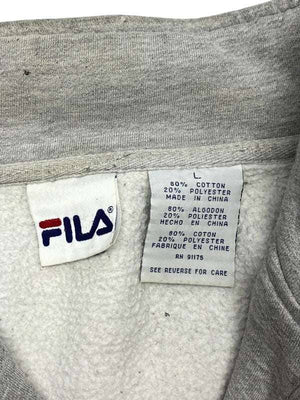 FILA®
L
80% COTTON
20% POLYESTER
MADE IN CHINA
80% ALGODON
20% POLIESTER
HECHO EN CHINA
80% COTON
20% POLYESTER
FABRIQUE EN CHINE
RN 91175
SEE REVERSE FOR CARE